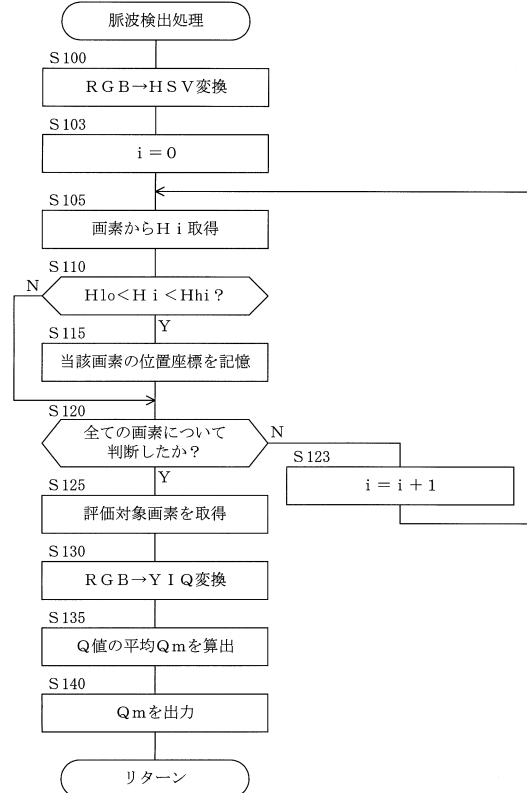 脈波検出処理
S100
RGB→HSV変換
S103
i=0
S105
画素からHi取得
S110
N
Hlo<Hi<Hhi?
Y
S115
当該画素の位置座標を記憶
S120
全ての画素について
判断したか?
N
Y
S123
i=i+1
S125
評価対象画素を取得
S130
RGB→YIQ変換
S135
Q値の平均Qmを算出
S140
Qmを出力
リターン